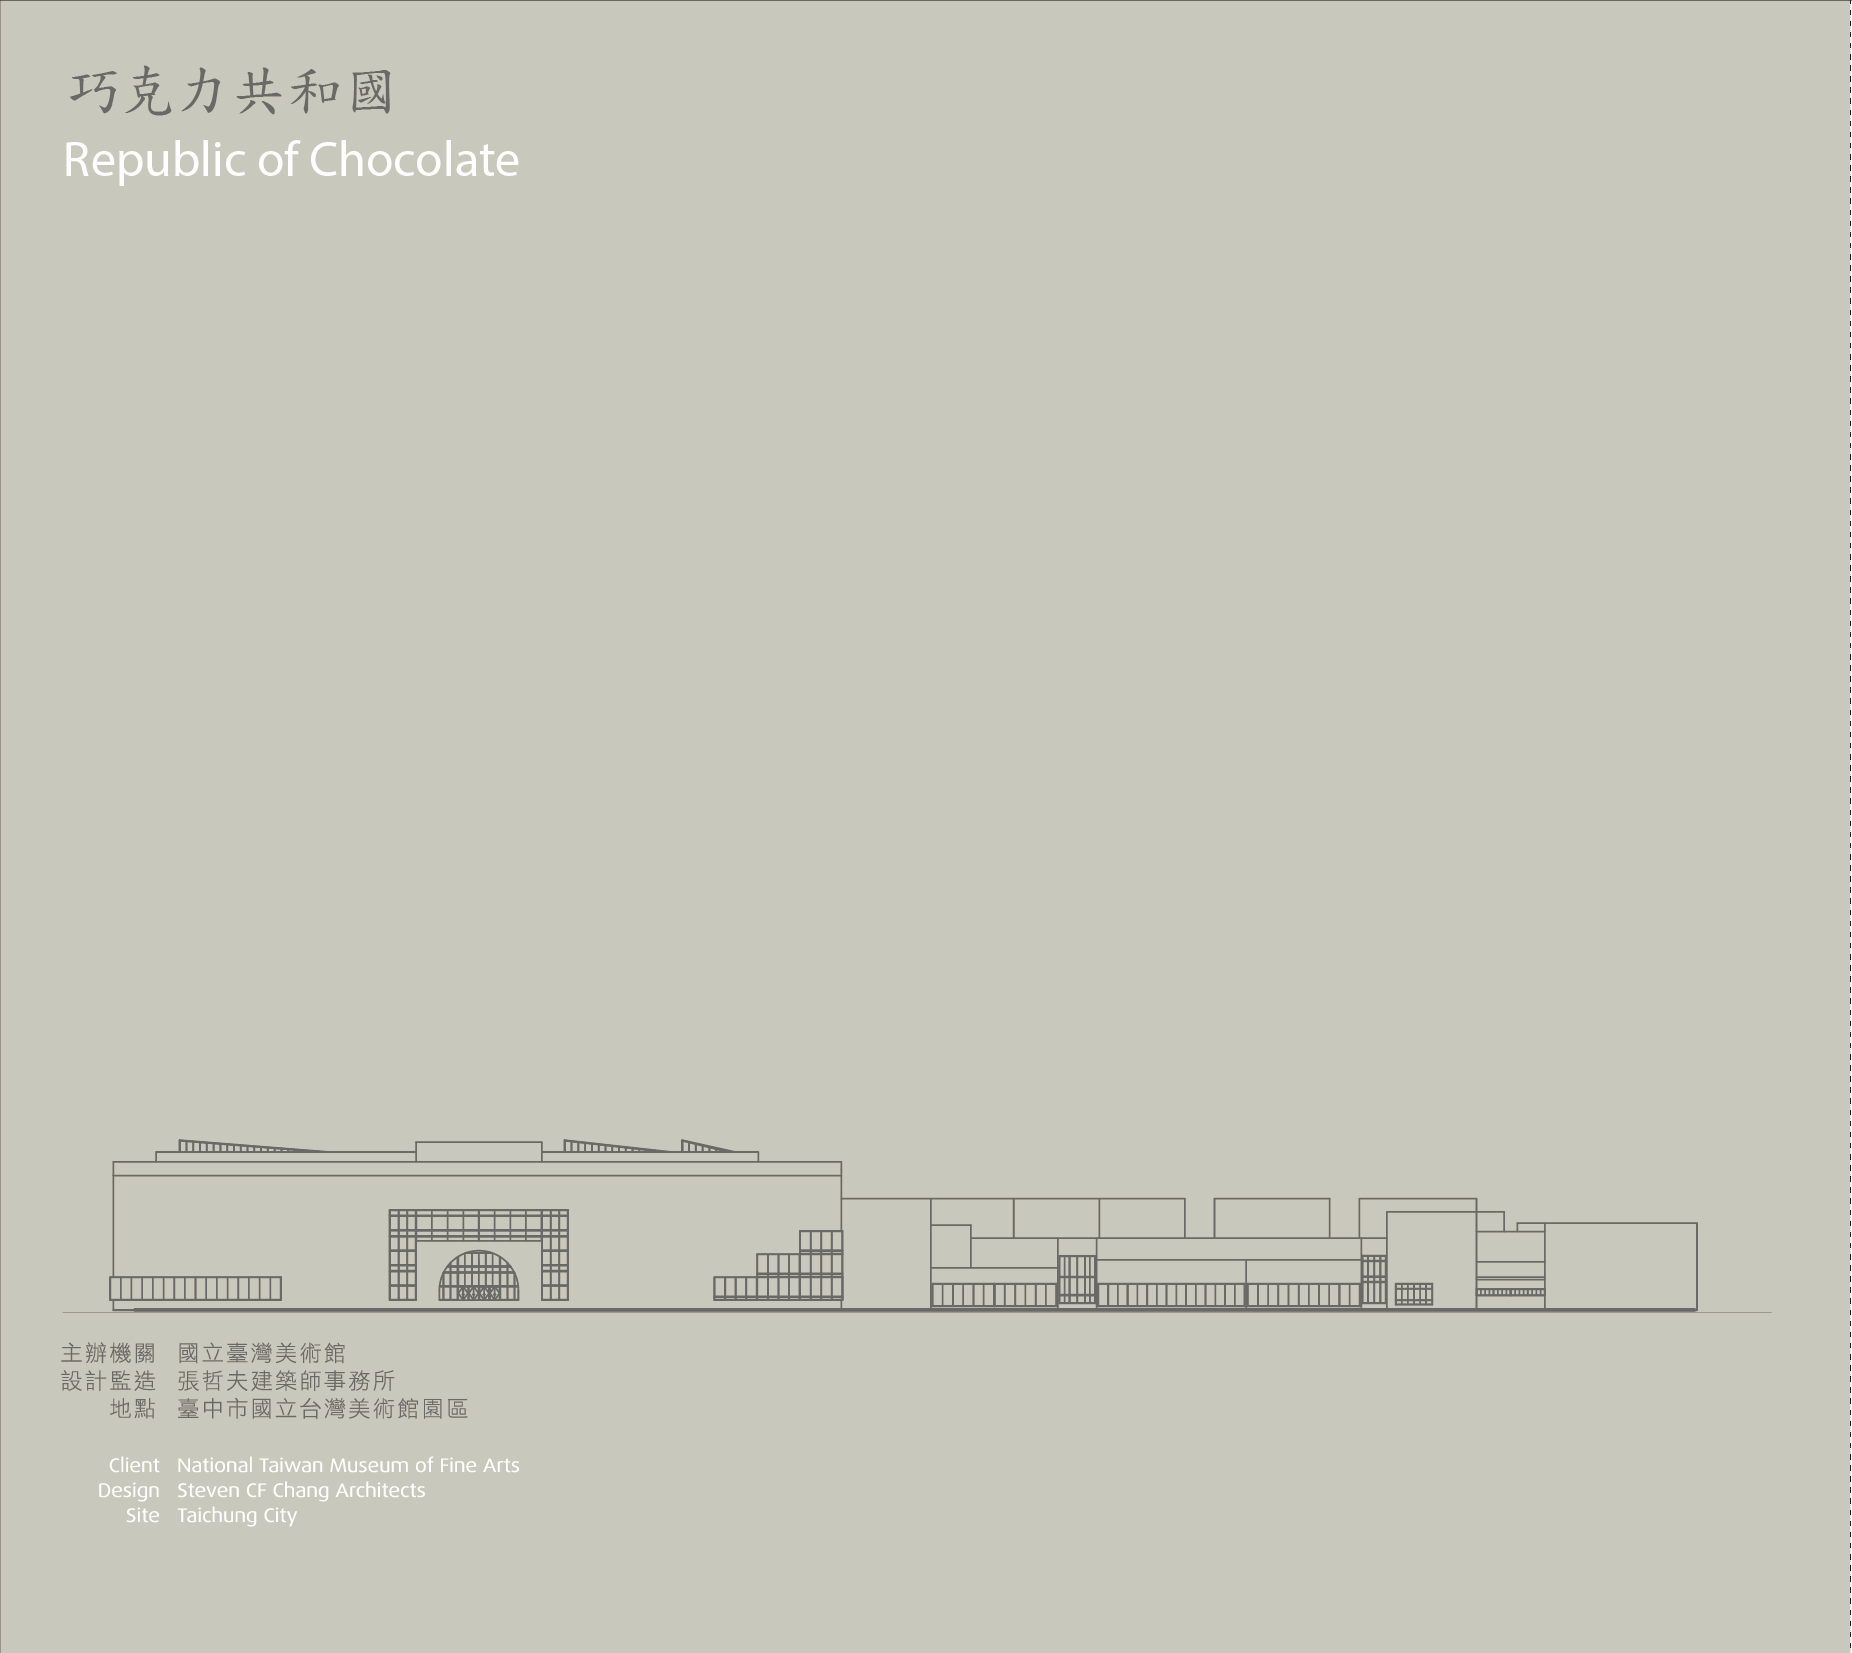 巧克力共和國
Republic of Chocolate
主辦機關 國立臺灣美術館
設計監造 張哲夫建築師事務所
地點 臺中市國立台灣美術館園區
Client National Taiwan Museum of Fine Arts
Design Steven CF Chang Architects
Site Taichung City